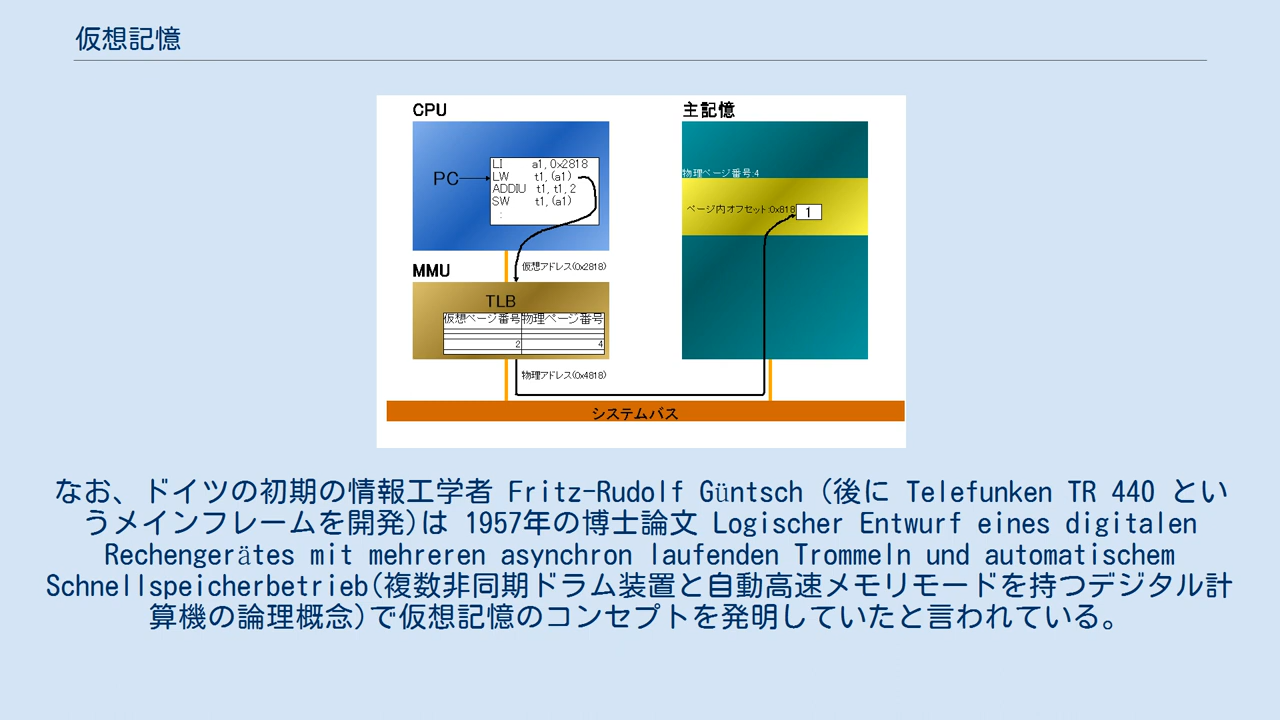 仮想記憶
CPU
主記憶
PC
LI a1,0x2818
LW t1,(a1)
ADDIU t1,t1,2
SW t1,(a1)
:
物理ページ番号:4
ページ内オフセット:0x818
1
仮想アドレス(0x2818)
MMU
TLB
仮想ページ番号 物理ページ番号
2 4
物理アドレス(0x4818)
システムバス
なお、ドイツの初期の情報工学者 Fritz-Rudolf Güntsch (後に Telefunken TR 440 とい
うメインフレームを開発)は 1957年の博士論文 Logischer Entwurf eines digitalen
Rechengerätes mit mehreren asynchron laufenden Trommeln und automatischem
Schnellspeicherbetrieb(複数非同期ドラム装置と自動高速メモリモードを持つデジタル計
算機の論理概念)で仮想記憶のコンセプトを発明していたと言われている。